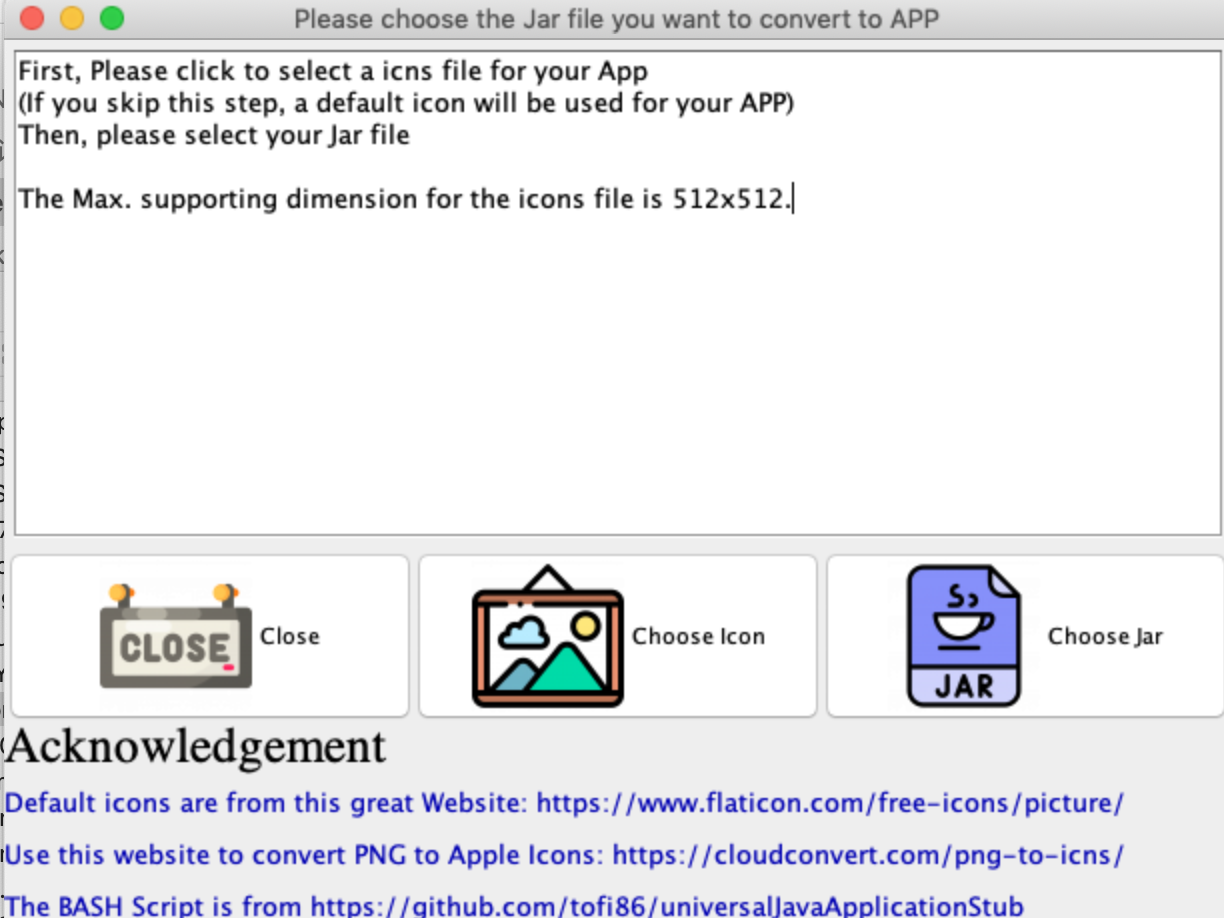 Please choose the Jar file you want to convert to APP
First, Please click to select a icns file for your App
(If you skip this step, a default icon will be used for your APP)
Then, please select your Jar file
The Max. supporting dimension for the icons file is 512x512.
CLOSE Close
Choose Icon
JAR Choose Jar
Acknowledgement
Default icons are from this great Website: https://www.flaticon.com/free-icons/picture/
Use this website to convert PNG to Apple Icons: https://cloudconvert.com/png-to-icns/
The BASH Script is from https://github.com/tofi86/universalJavaApplicationStub